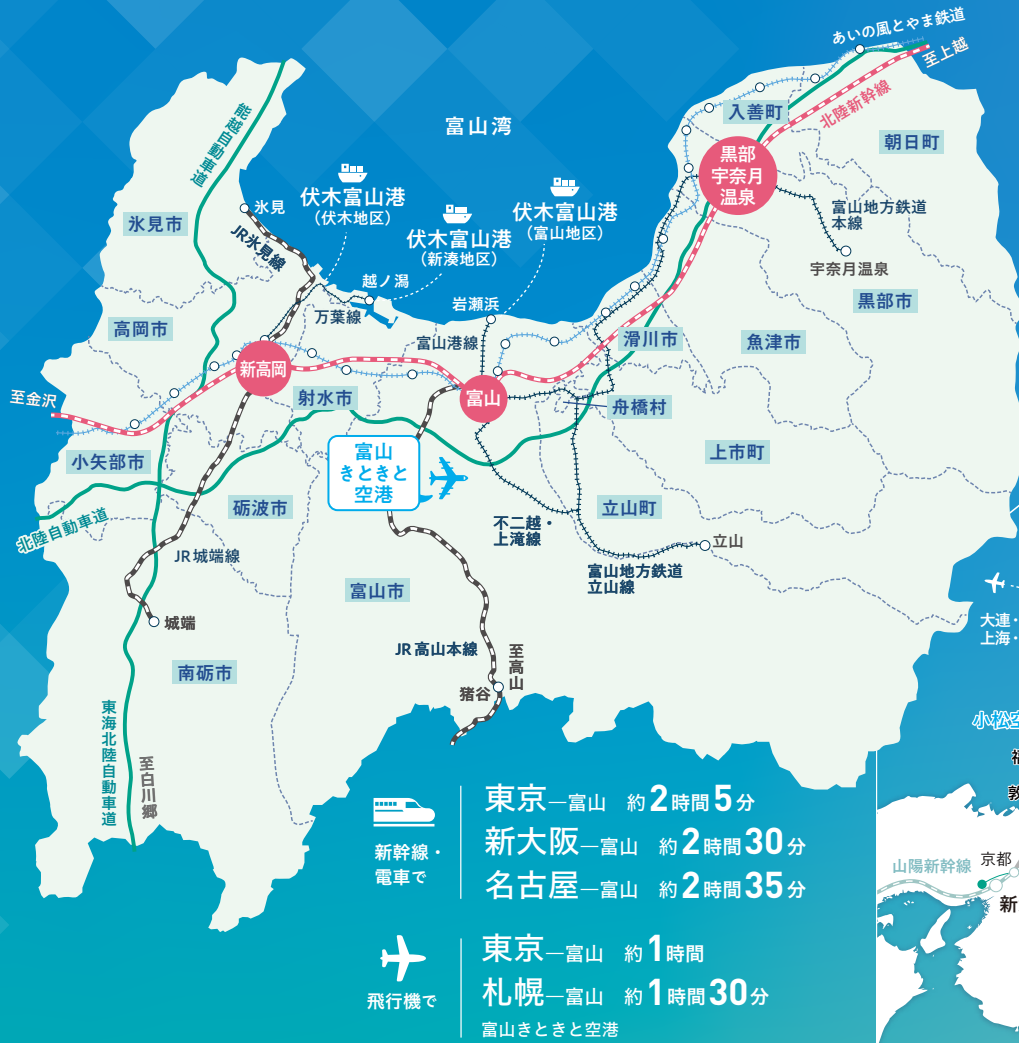 あいの風とやま鉄道
至上越
北陸新幹線
入善町
朝日町
富山湾
能越自動車道
黒部
宇奈月
温泉
伏木富山港
（伏木地区）
伏木富山港
（新湊地区）
伏木富山港
（富山地区）
氷見市
氷見
JR氷見線
富山地方鉄道
本線
宇奈月温泉
越ノ潟
万葉線
岩瀬浜
富山港線
黒部市
高岡市
滑川市
魚津市
新高岡
射水市
富山
舟橋村
至金沢
小矢部市
富山
きときと
空港
上市町
砺波市
立山町
北陸自動車道
不二越・
上滝線
立山
JR城端線
富山地方鉄道
立山線
富山市
城端
JR高山本線
至高山
猪谷
南砺市
東海北陸自動車道
至白川郷
大連・
上海・
小松空
福
敦
新幹線・
電車で
東京―富山 約2時間5分
新大阪―富山 約2時間30分
名古屋―富山 約2時間35分
飛行機で
東京―富山 約1時間
札幌―富山 約1時間30分
富山きときと空港
山陽新幹線
京都
新